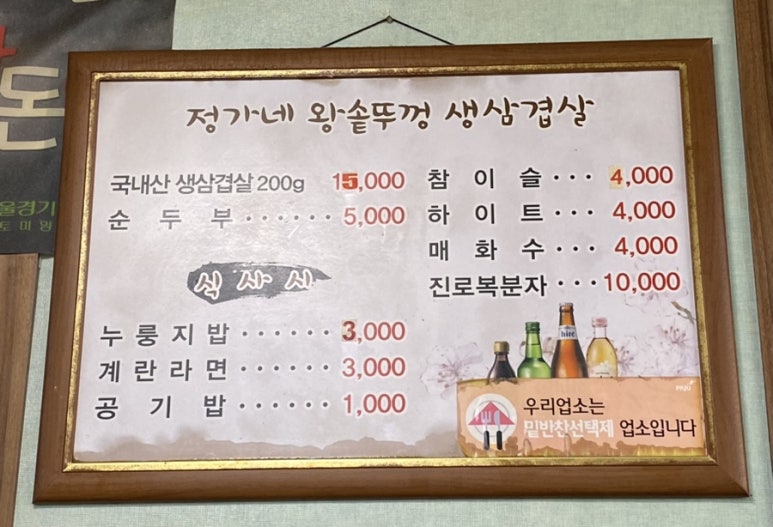 돈
울경기
정가네 왕솥뚜껑 생삼겹살
국내산 생삼겹살 200g 15,000
순 두 부 ······ 5,000
식사시
누룽지밥 ······ 3,000
계란라면 ······ 3,000
공 기 밥 ······ 1,000
참 이 슬 ··· 4,000
하 이 트 ··· 4,000
매 화 수 ··· 4,000
진로복분자 ··· 10,000
우리업소는
밑반찬선택제 업소입니다